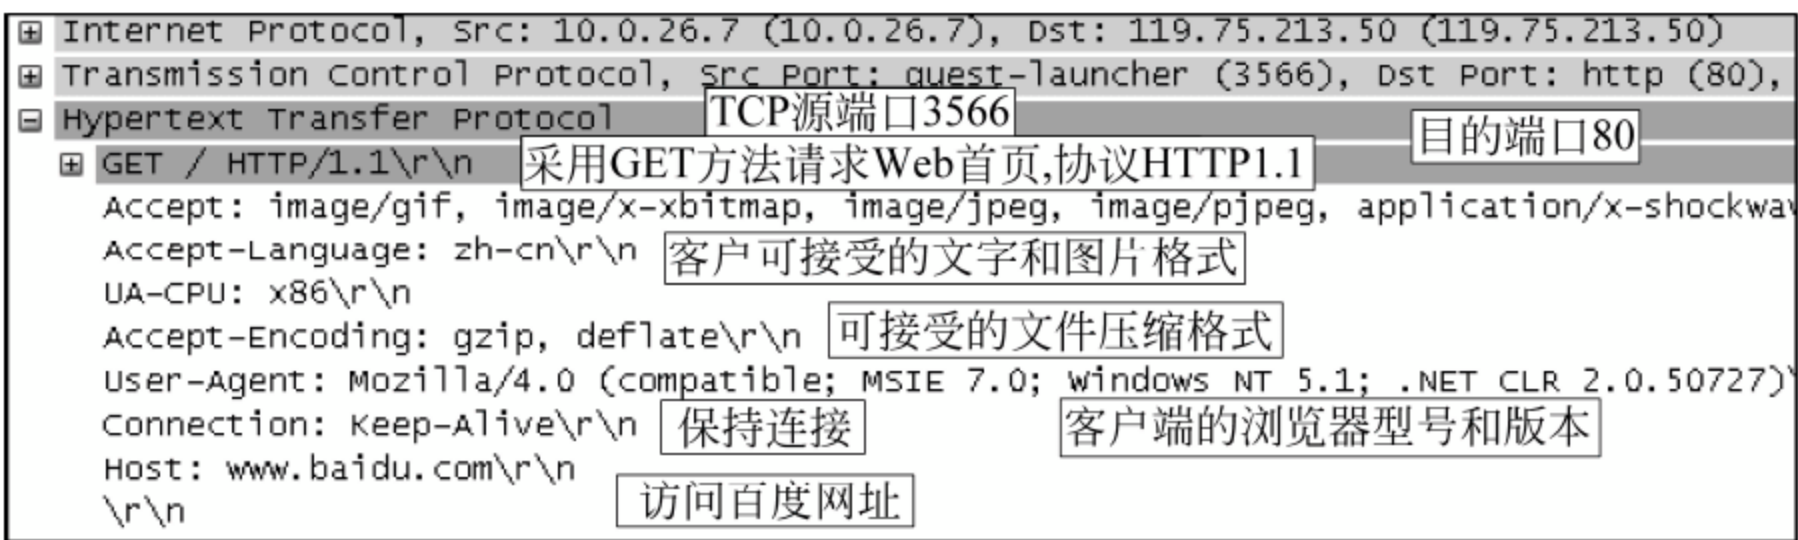 Internet Protocol, Src: 10.0.26.7 (10.0.26.7), Dst: 119.75.213.50 (119.75.213.50)
Transmission Control Protocol, Src Port: quest-launcher (3566), Dst Port: http (80),
Hypertext Transfer Protocol
TCP源端口3566
目的端口80
GET / HTTP/1.1\r\n
采用GET方法请求Web首页,协议HTTP1.1
Accept: image/gif, image/x-xbitmap, image/jpeg, image/pjpeg, application/x-shockwav
Accept-Language: zh-cn\r\n
客户可接受的文字和图片格式
UA-CPU: x86\r\n
Accept-Encoding: gzip, deflate\r\n
可接受的文件压缩格式
User-Agent: Mozilla/4.0 (compatible; MSIE 7.0; Windows NT 5.1; .NET CLR 2.0.50727)\
Connection: Keep-Alive\r\n
保持连接
客户端的浏览器型号和版本
Host: www.baidu.com\r\n
访问百度网址
\r\n